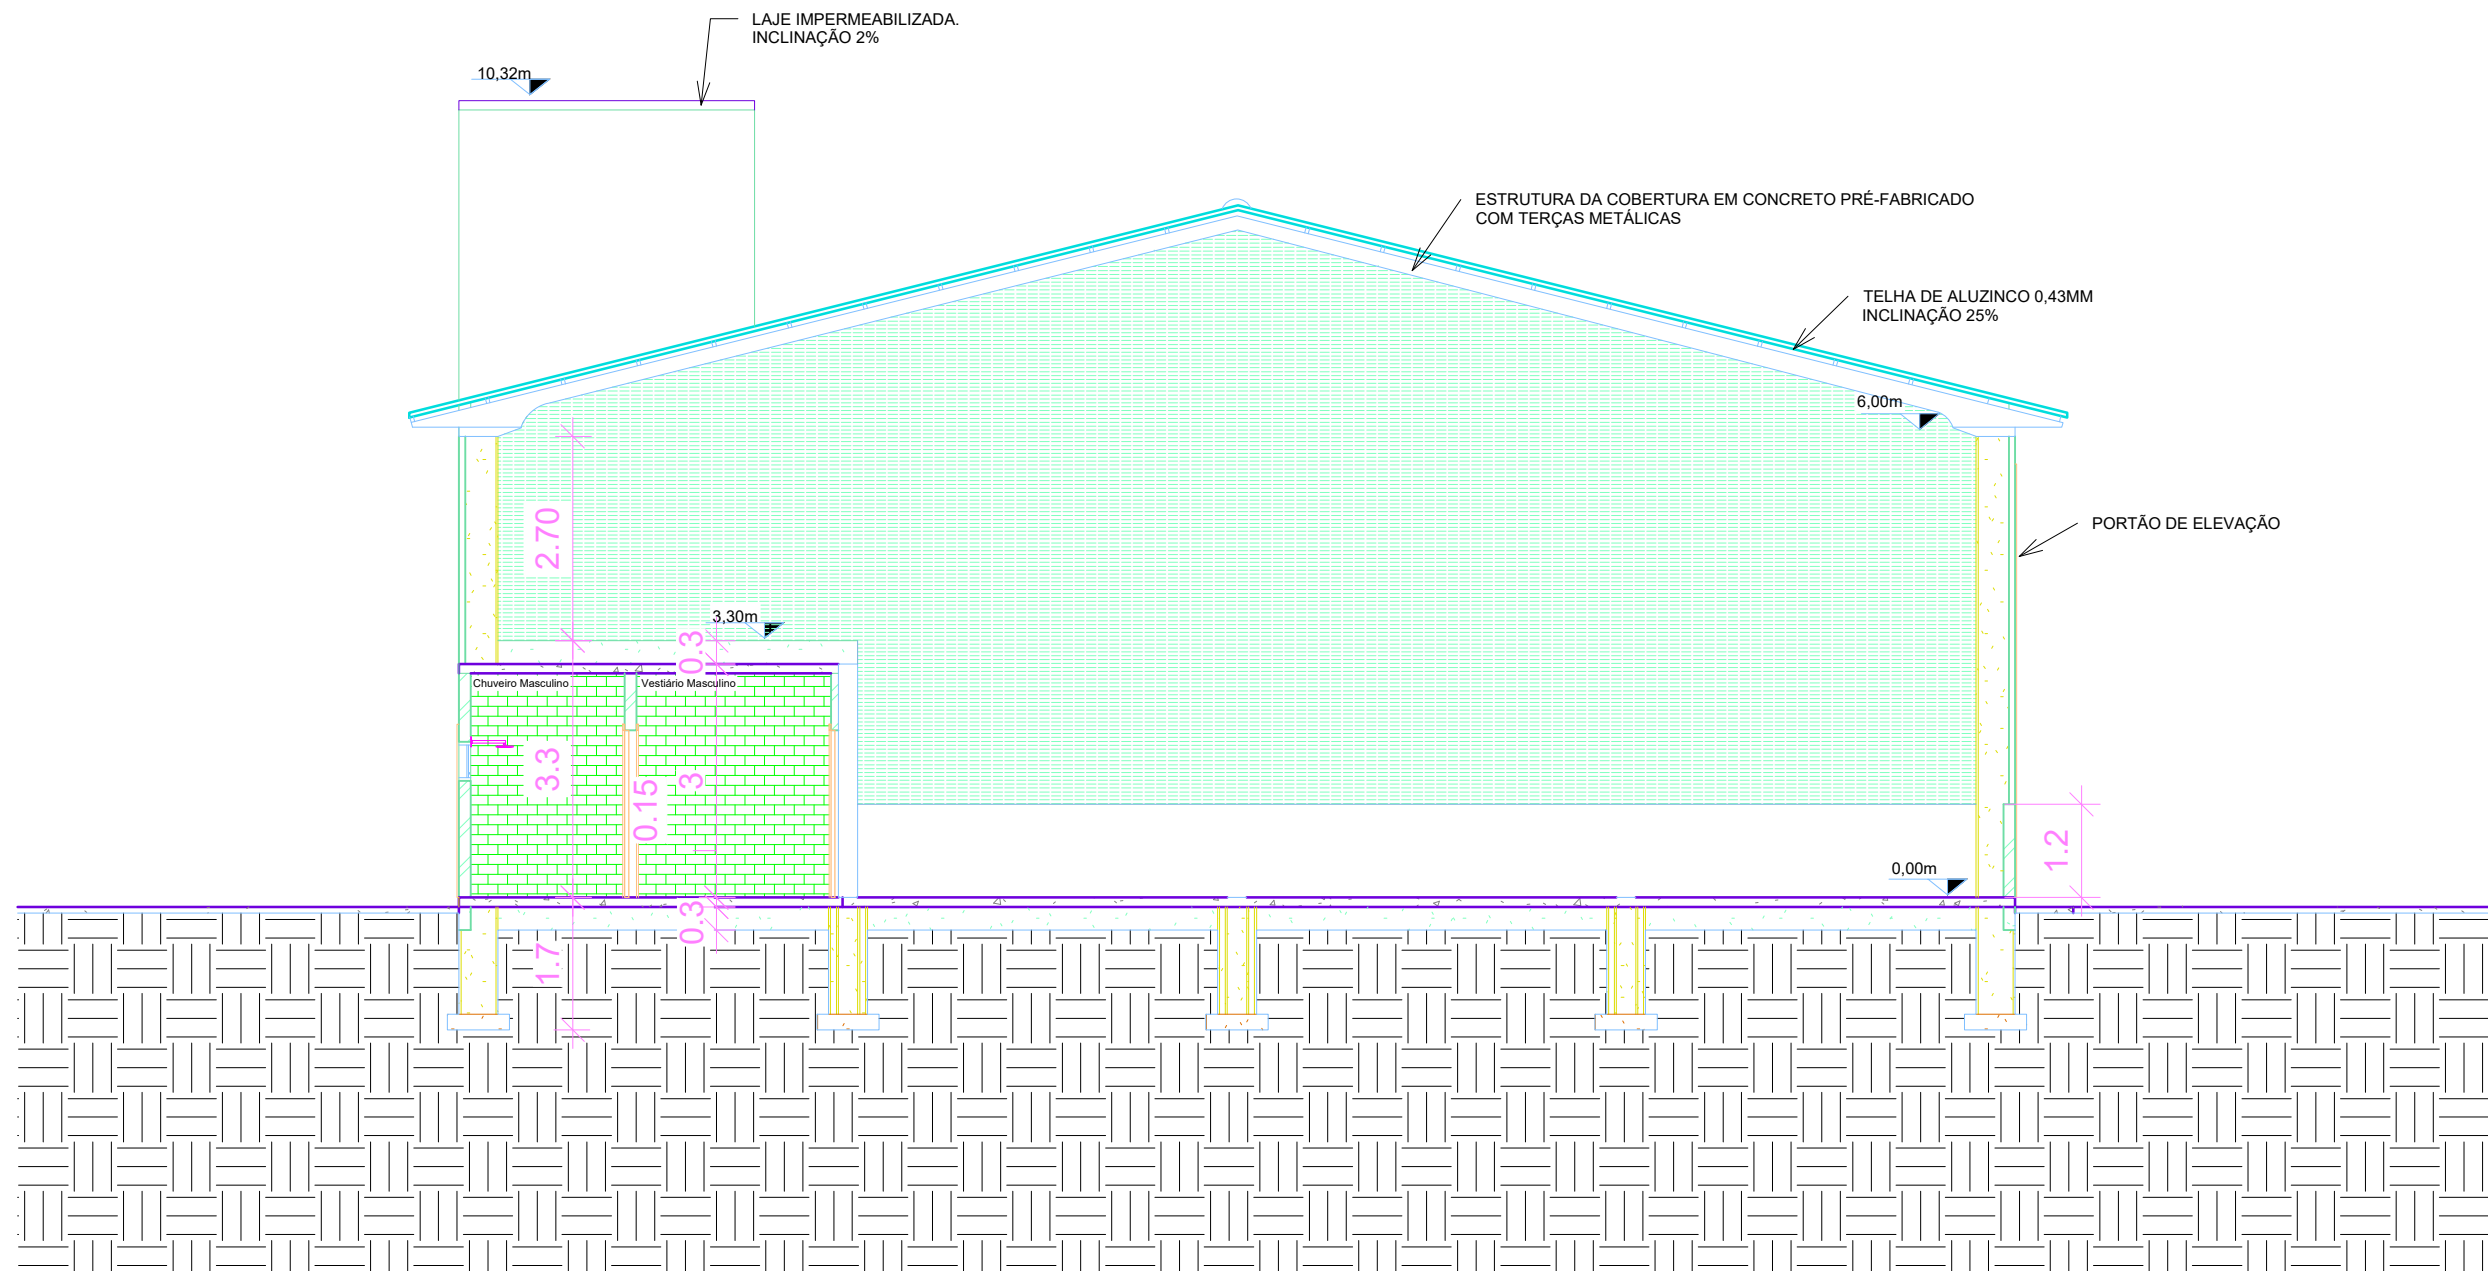 LAJE IMPERMEABILIZADA.
INCLINAÇÃO 2%
10,32m
ESTRUTURA DA COBERTURA EM CONCRETO PRÉ-FABRICADO
COM TERÇAS METÁLICAS
TELHA DE ALUZINCO 0,43MM
INCLINAÇÃO 25%
6,00m
PORTÃO DE ELEVAÇÃO
2.70
3,30m
0.3
Chuveiro Masculino
Vestiário Masculino
3.3
3
0.15
1.2
0,00m
0.3
1.7